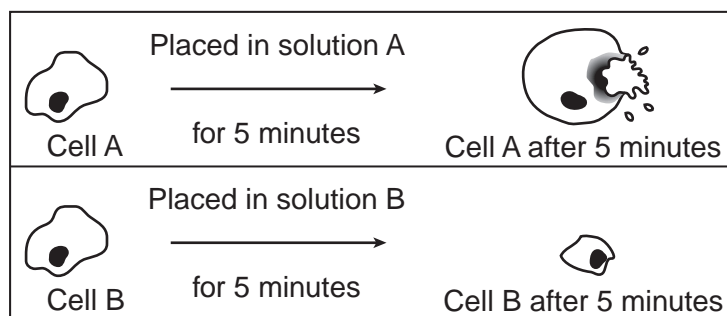 Placed in solution A
for 5 minutes
Cell A
Cell A after 5 minutes
Placed in solution B
for 5 minutes
Cell B
Cell B after 5 minutes